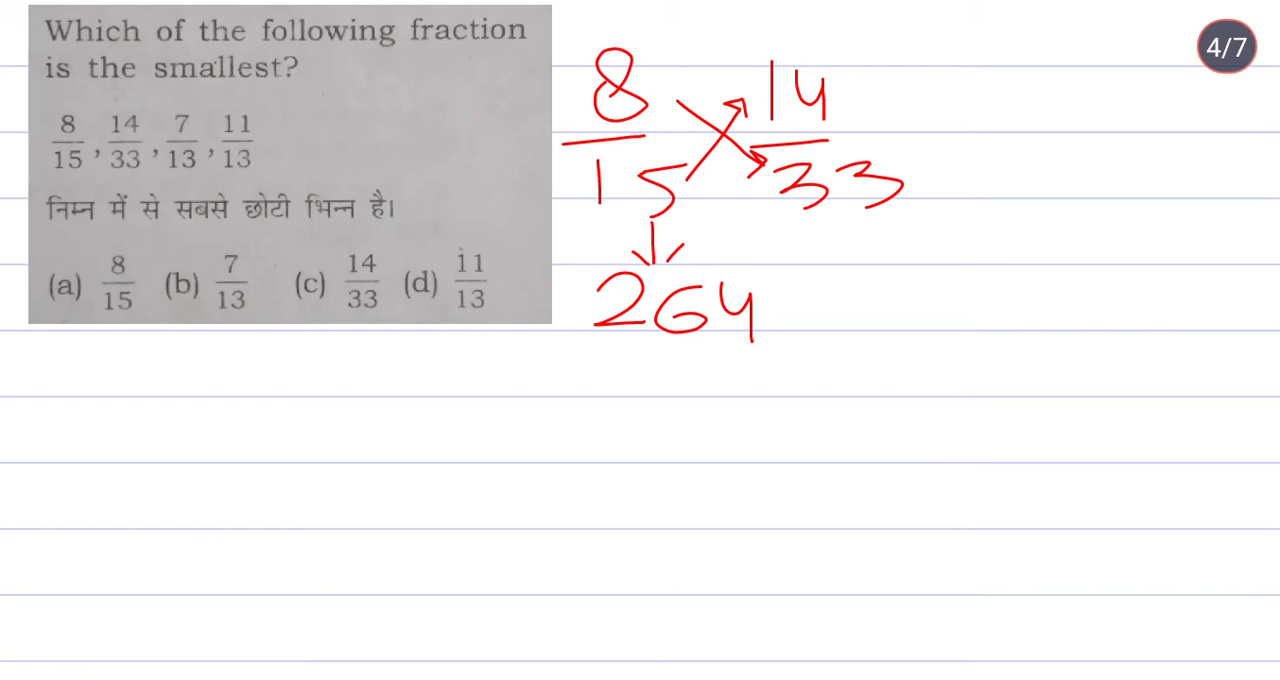 Which of the following fraction
is the smallest?
8/15, 14/33, 7/13, 11/13
निम्न में से सबसे छोटी भिन्न है।
(a) 8/15 (b) 7/13 (c) 14/33 (d) 11/13
8/15 14/33
264
4/7